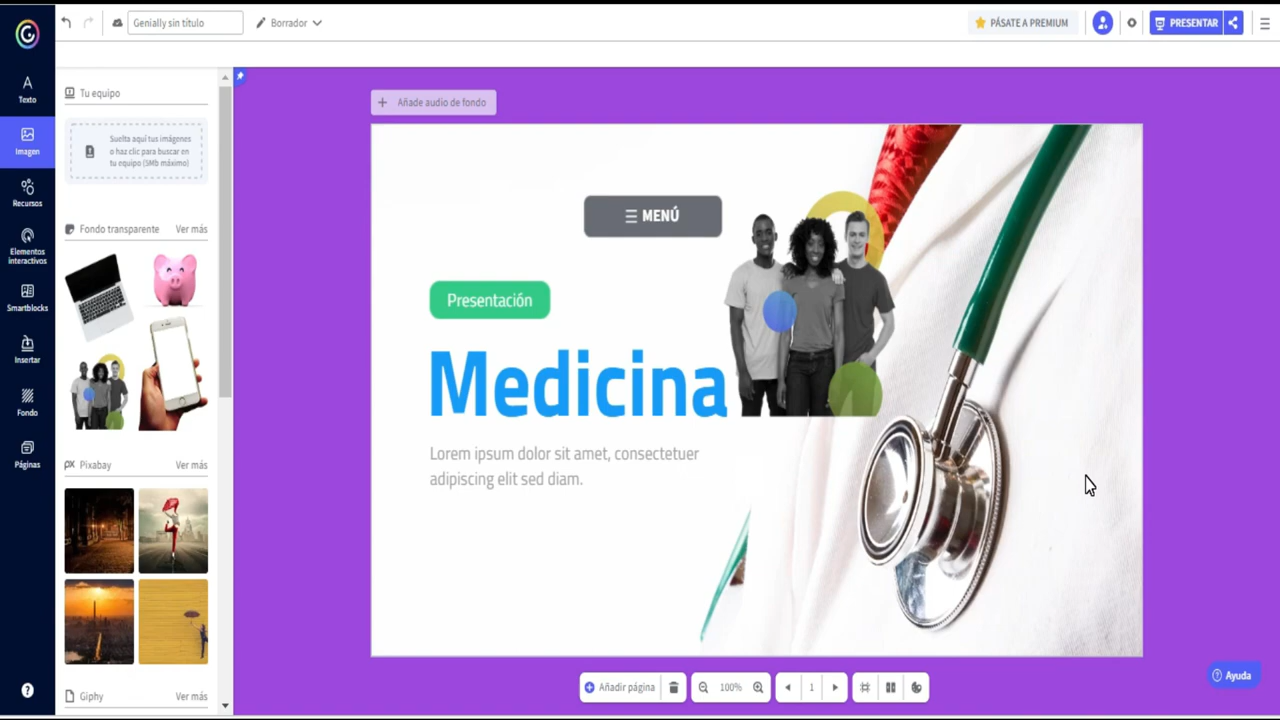 Genially sin título
Borrador
PÁSATE A PREMIUM
PRESENTAR
Texto
Imagen
Recursos
Elementos
interactivos
Smartblocks
Insertar
Fondo
Páginas
Tu equipo
Suelta aquí tus imágenes
o haz clic para buscar en
tu equipo (5Mb máximo)
Fondo transparente Ver más
Pixabay Ver más
Giphy Ver más
Añade audio de fondo
MENÚ
Presentación
Medicina
Lorem ipsum dolor sit amet, consectetuer
adipiscing elit sed diam.
Añadir página
100%
1
Ayuda